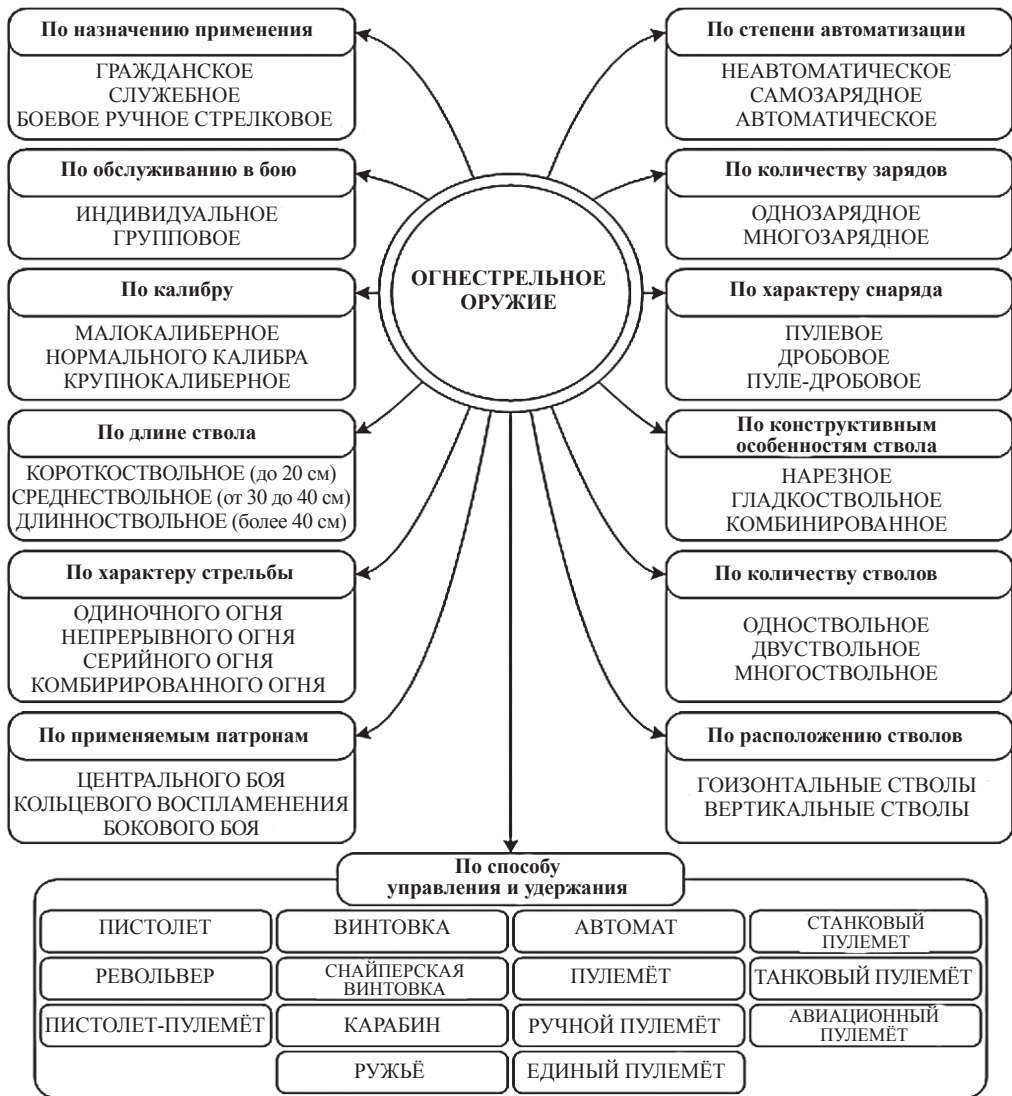 По назначению применения
ГРАЖДАНСКОЕ
СЛУЖЕБНОЕ
БОЕВОЕ РУЧНОЕ СТРЕЛКОВОЕ
По обслуживанию в бою
ИНДИВИДУАЛЬНОЕ
ГРУППОВОЕ
По калибру
МАЛОКАЛИБЕРНОЕ
НОРМАЛЬНОГО КАЛИБРА
КРУПНОКАЛИБЕРНОЕ
По длине ствола
КОРОТКОСТВОЛЬНОЕ (до 20 см)
СРЕДНЕСТВОЛЬНОЕ (от 30 до 40 см)
ДЛИННОСТВОЛЬНОЕ (более 40 см)
По характеру стрельбы
ОДИНОЧНОГО ОГНЯ
НЕПРЕРЫВНОГО ОГНЯ
СЕРИЙНОГО ОГНЯ
КОМБИРИРОВАННОГО ОГНЯ
По применяемым патронам
ЦЕНТРАЛЬНОГО БОЯ
КОЛЬЦЕВОГО ВОСПЛАМЕНЕНИЯ
БОКОВОГО БОЯ
ОГНЕСТРЕЛЬНОЕ
ОРУЖИЕ
По степени автоматизации
НЕАВТОМАТИЧЕСКОЕ
САМОЗАРЯДНОЕ
АВТОМАТИЧЕСКОЕ
По количеству зарядов
ОДНОЗАРЯДНОЕ
МНОГОЗАРЯДНОЕ
По характеру снаряда
ПУЛЕВОЕ
ДРОБОВОЕ
ПУЛЕ-ДРОБОВОЕ
По конструктивным
особенностям ствола
НАРЕЗНОЕ
ГЛАДКОСТВОЛЬНОЕ
КОМБИНИРОВАННОЕ
По количеству стволов
ОДНОСТВОЛЬНОЕ
ДВУСТВОЛЬНОЕ
МНОГОСТВОЛЬНОЕ
По расположению стволов
ГОИЗОНТАЛЬНЫЕ СТВОЛЫ
ВЕРТИКАЛЬНЫЕ СТВОЛЫ
По способу
управления и удержания
ПИСТОЛЕТ
РЕВОЛЬВЕР
ПИСТОЛЕТ-ПУЛЕМЁТ
ВИНТОВКА
СНАЙПЕРСКАЯ
ВИНТОВКА
КАРАБИН
РУЖЬЁ
АВТОМАТ
ПУЛЕМЁТ
РУЧНОЙ ПУЛЕМЁТ
ЕДИНЫЙ ПУЛЕМЁТ
СТАНКОВЫЙ
ПУЛЕМЕТ
ТАНКОВЫЙ ПУЛЕМЁТ
АВИАЦИОННЫЙ
ПУЛЕМЁТ